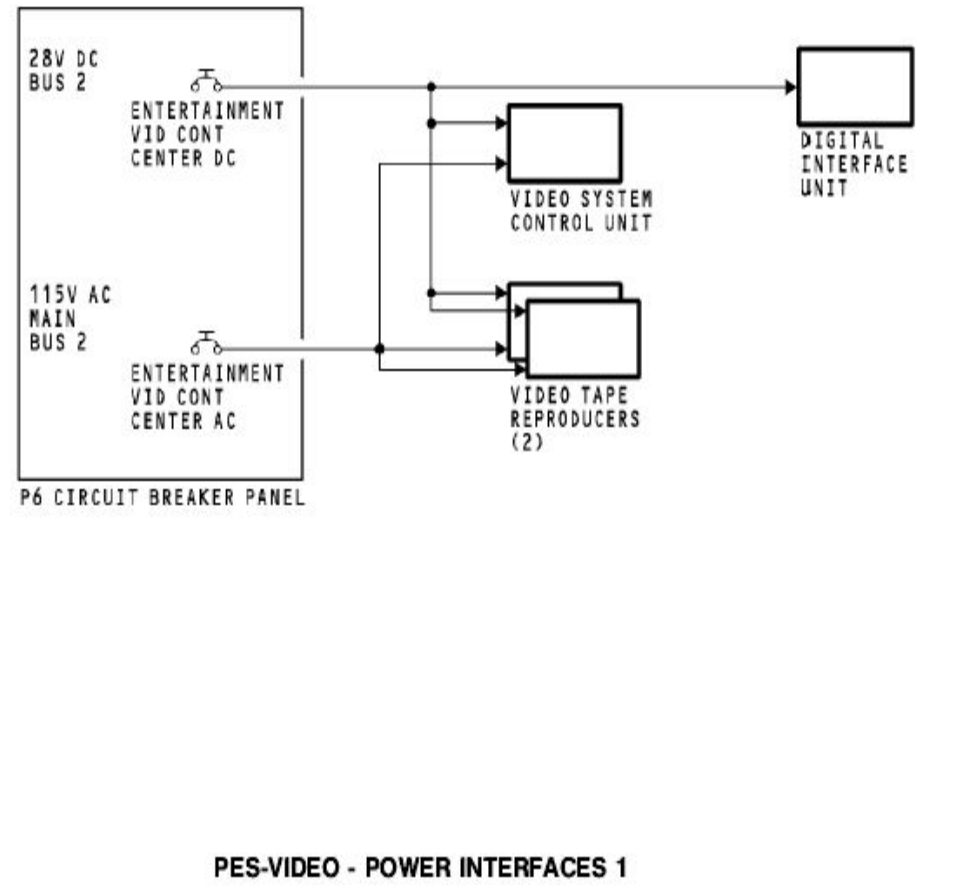 28V DC
BUS 2
ENTERTAINMENT
VID CONT
CENTER DC
DIGITAL
INTERFACE
UNIT
VIDEO SYSTEM
CONTROL UNIT
115V AC
MAIN
BUS 2
ENTERTAINMENT
VID CONT
CENTER AC
VIDEO TAPE
REPRODUCERS
(2)
P6 CIRCUIT BREAKER PANEL
PES-VIDEO - POWER INTERFACES 1